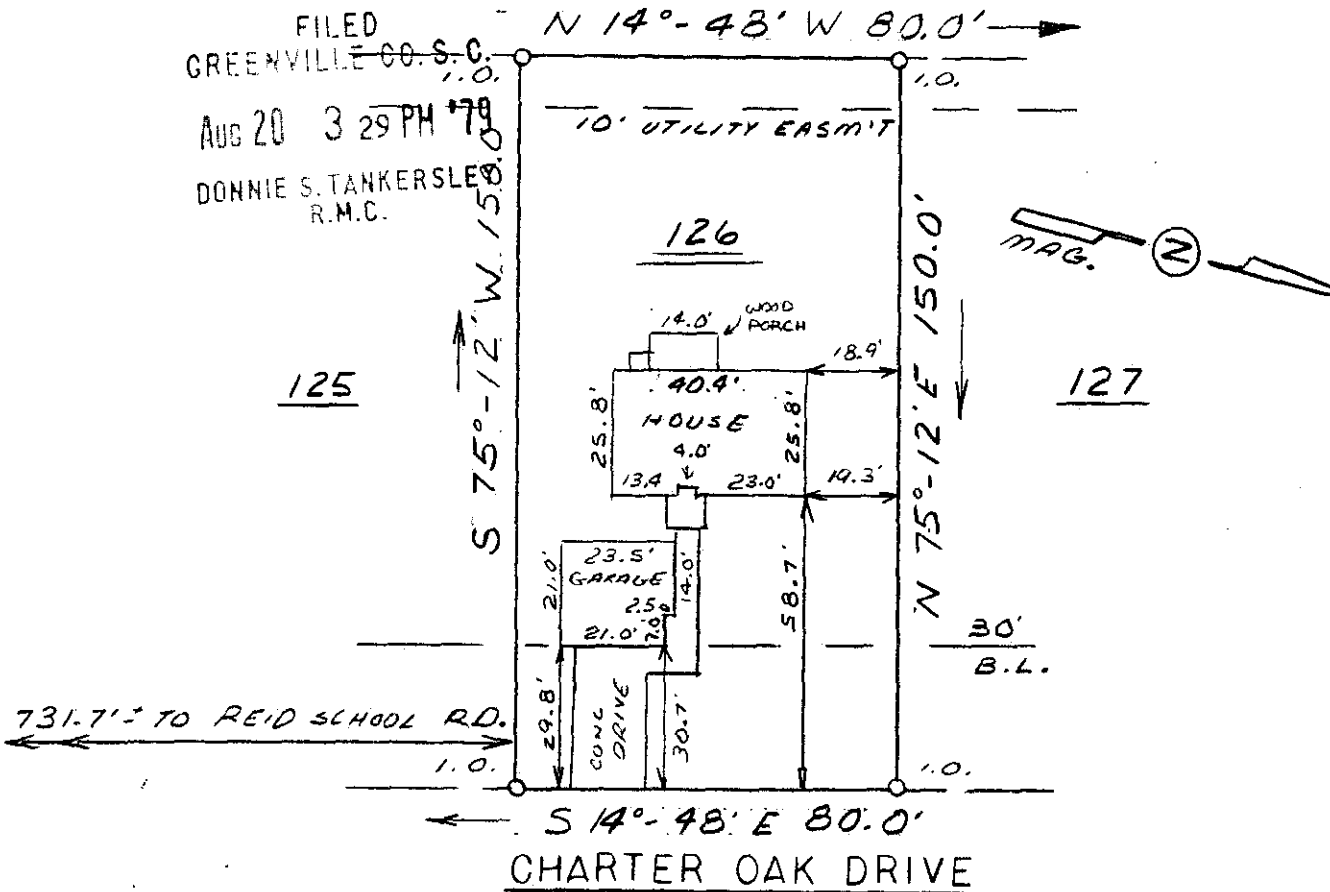 FILED
GREENVILLE CO. S.C.
AUG 20 3 29 PM '79
DONNIE S. TANKERSLEY
R.M.C.
N 14°-48' W 80.0'
I.O.
I.O.
10' UTILITY EASM'T
S 75°-12' W 150.0
126
N 75°-12' E 150.0'
MAG.
N
125
127
14.0'
WOOD
PORCH
18.9'
40.4'
HOUSE
25.8'
25.8'
4.0'
13.4
23.0'
19.3'
23.5'
GARAGE
21.0'
14.0'
2.5
7.0
21.0'
58.7'
30'
B.L.
731.7'± TO REID SCHOOL RD.
29.8'
CONC
DRIVE
30.7'
I.O.
I.O.
S 14°-48' E 80.0'
CHARTER OAK DRIVE